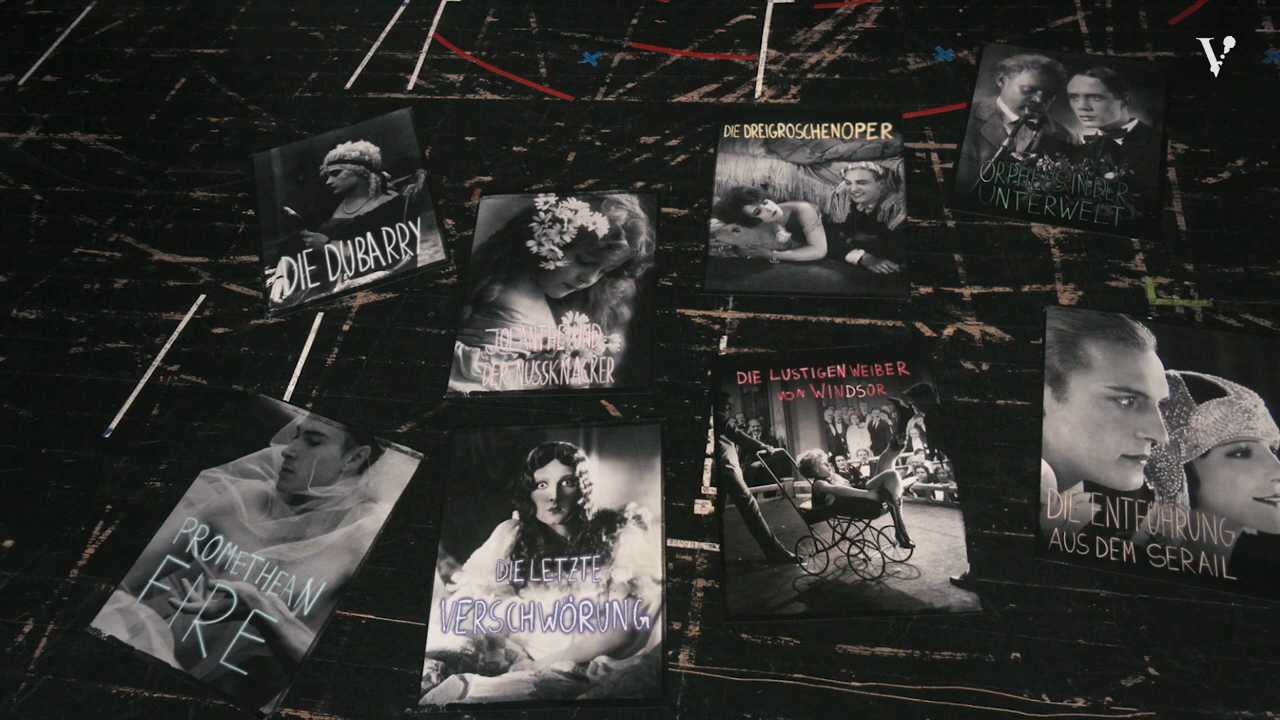 V
DIE DUBARRY
JOLANTHE UND
DER NUSSKNACKER
DIE DREIGROSCHENOPER
ORPHEUS IN DER
UNTERWELT
PROMETHEAN
FIRE
DIE LETZTE
VERSCHWÖRUNG
DIE LUSTIGEN WEIBER
VON WINDSOR
DIE ENTFÜHRUNG
AUS DEM SERAIL